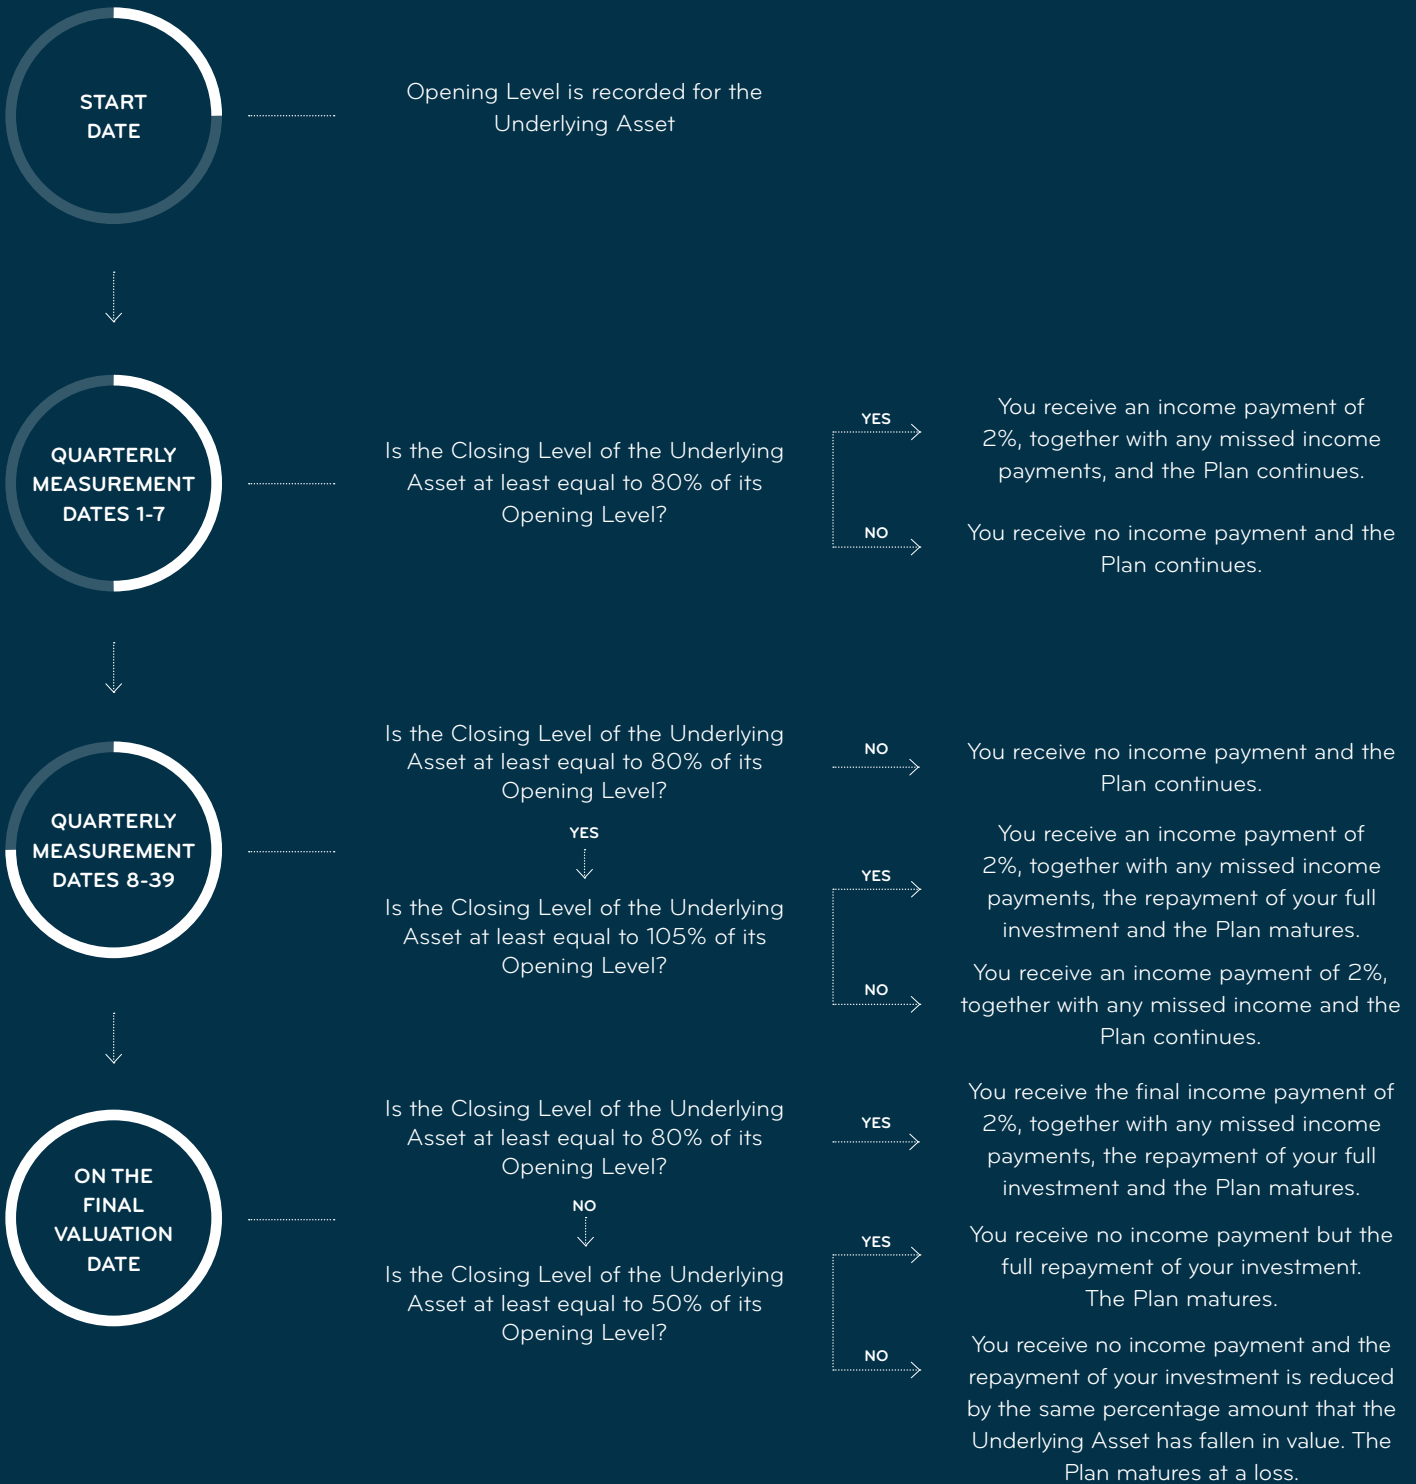 START
DATE
Opening Level is recorded for the
Underlying Asset
QUARTERLY
MEASUREMENT
DATES 1-7
Is the Closing Level of the Underlying
Asset at least equal to 80% of its
Opening Level?
YES
You receive an income payment of
2%, together with any missed income
payments, and the Plan continues.
NO
You receive no income payment and the
Plan continues.
QUARTERLY
MEASUREMENT
DATES 8-39
Is the Closing Level of the Underlying
Asset at least equal to 80% of its
Opening Level?
NO
You receive no income payment and the
Plan continues.
YES
Is the Closing Level of the Underlying
Asset at least equal to 105% of its
Opening Level?
YES
You receive an income payment of
2%, together with any missed income
payments, the repayment of your full
investment and the Plan matures.
NO
You receive an income payment of 2%,
together with any missed income and the
Plan continues.
ON THE
FINAL
VALUATION
DATE
Is the Closing Level of the Underlying
Asset at least equal to 80% of its
Opening Level?
YES
You receive the final income payment of
2%, together with any missed income
payments, the repayment of your full
investment and the Plan matures.
NO
Is the Closing Level of the Underlying
Asset at least equal to 50% of its
Opening Level?
YES
You receive no income payment but the
full repayment of your investment.
The Plan matures.
NO
You receive no income payment and the
repayment of your investment is reduced
by the same percentage amount that the
Underlying Asset has fallen in value. The
Plan matures at a loss.